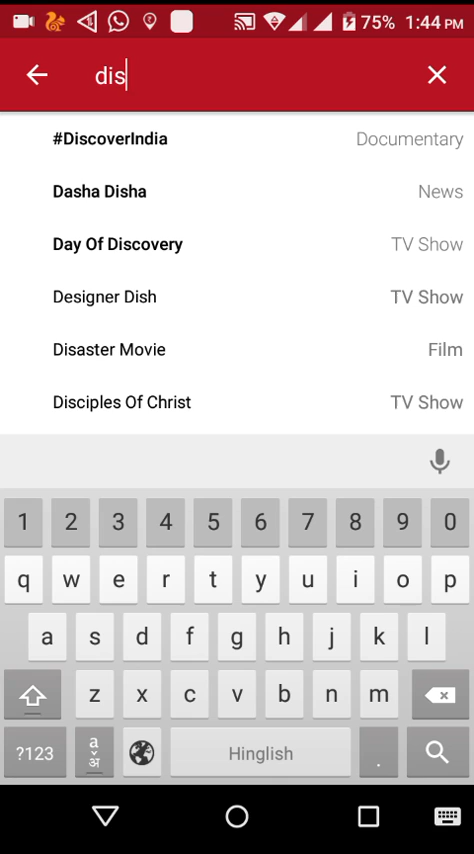 75% 1:44 PM
dis
#DiscoverIndia Documentary
Dasha Disha News
Day Of Discovery TV Show
Designer Dish TV Show
Disaster Movie Film
Disciples Of Christ TV Show
1 2 3 4 5 6 7 8 9 0
q w e r t y u i o p
a s d f g h j k l
z x c v b n m
?123 a अ Hinglish .